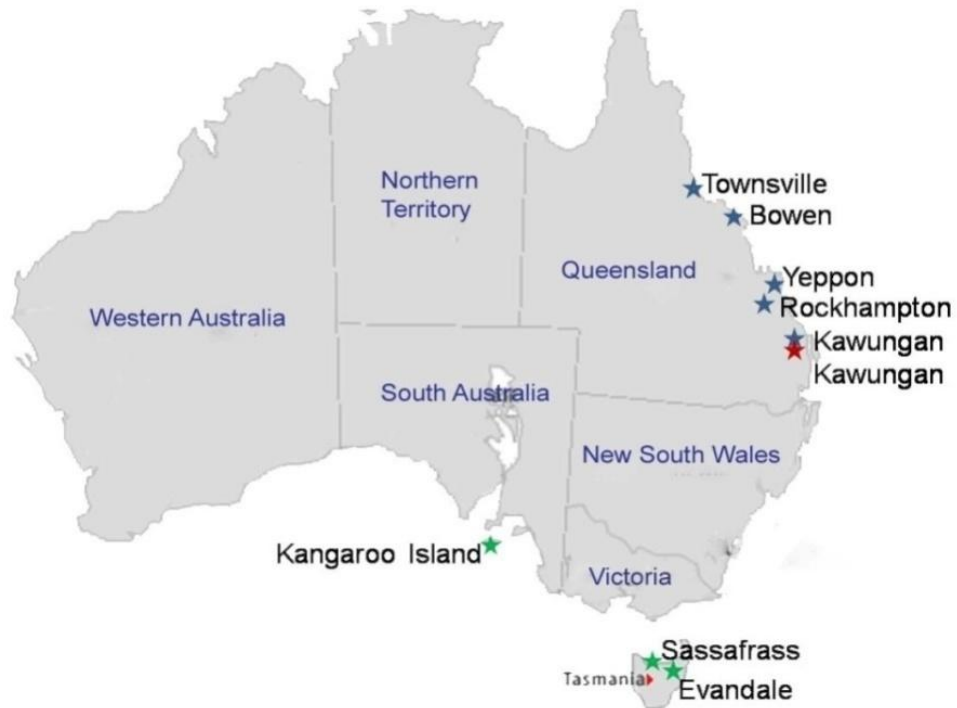 Northern
Territory
Townsville
Bowen
Queensland
Yeppon
Rockhampton
Western Australia
Kawungan
Kawungan
South Australia
New South Wales
Kangaroo Island
Victoria
Sassafrass
Tasmania
Evandale